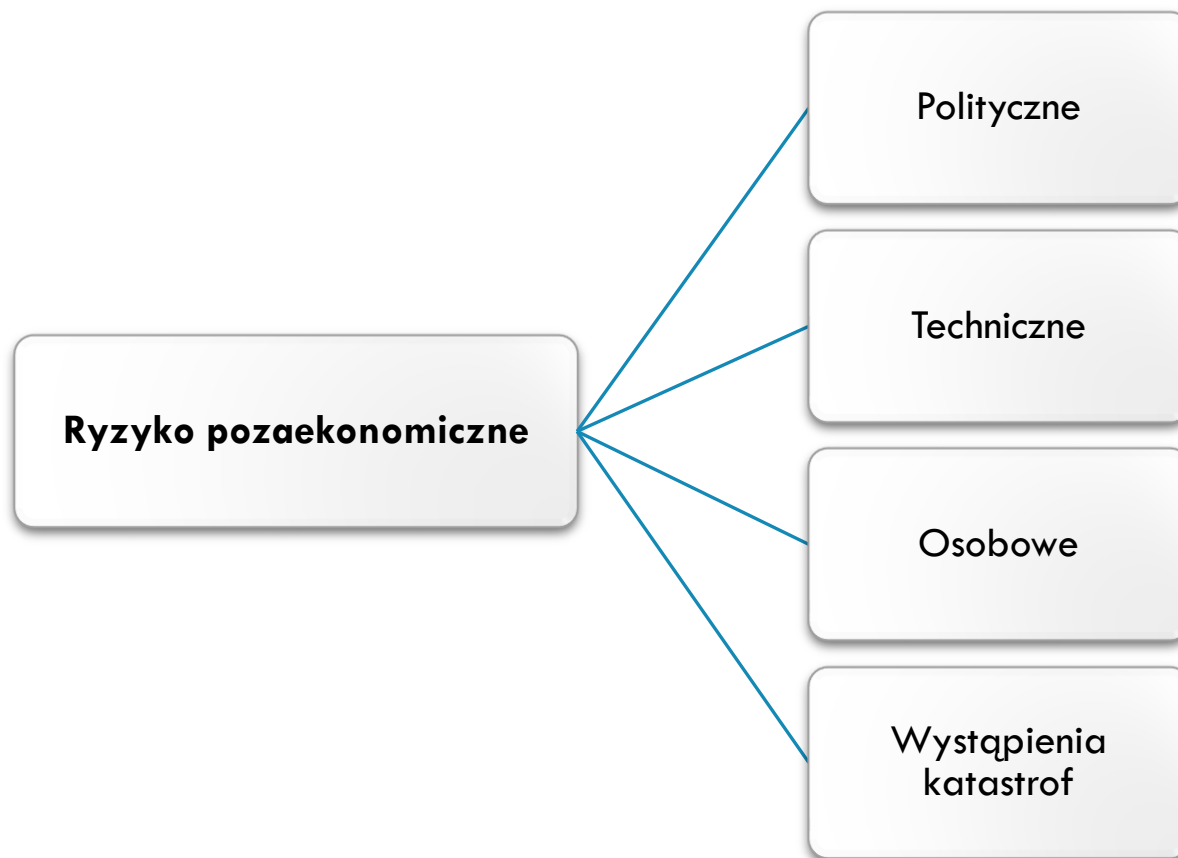 Polityczne
Techniczne
Ryzyko pozaekonomiczne
Osobowe
Wystąpienia
katastrof